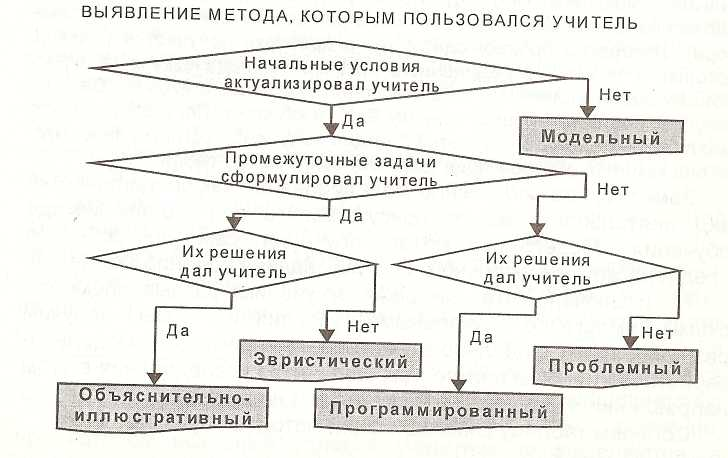 ВЫЯВЛЕНИЕ МЕТОДА, КОТОРЫМ ПОЛЬЗОВАЛСЯ УЧИТЕЛЬ
Начальные условия
актуализировал учитель
Нет
Да
Модельный
Промежуточные задачи
сформулировал учитель
Нет
Да
Их решения
дал учитель
Их решения
дал учитель
Да
Нет
Да
Нет
Эвристический
Проблемный
Объяснительно-
иллюстративный
Программированный